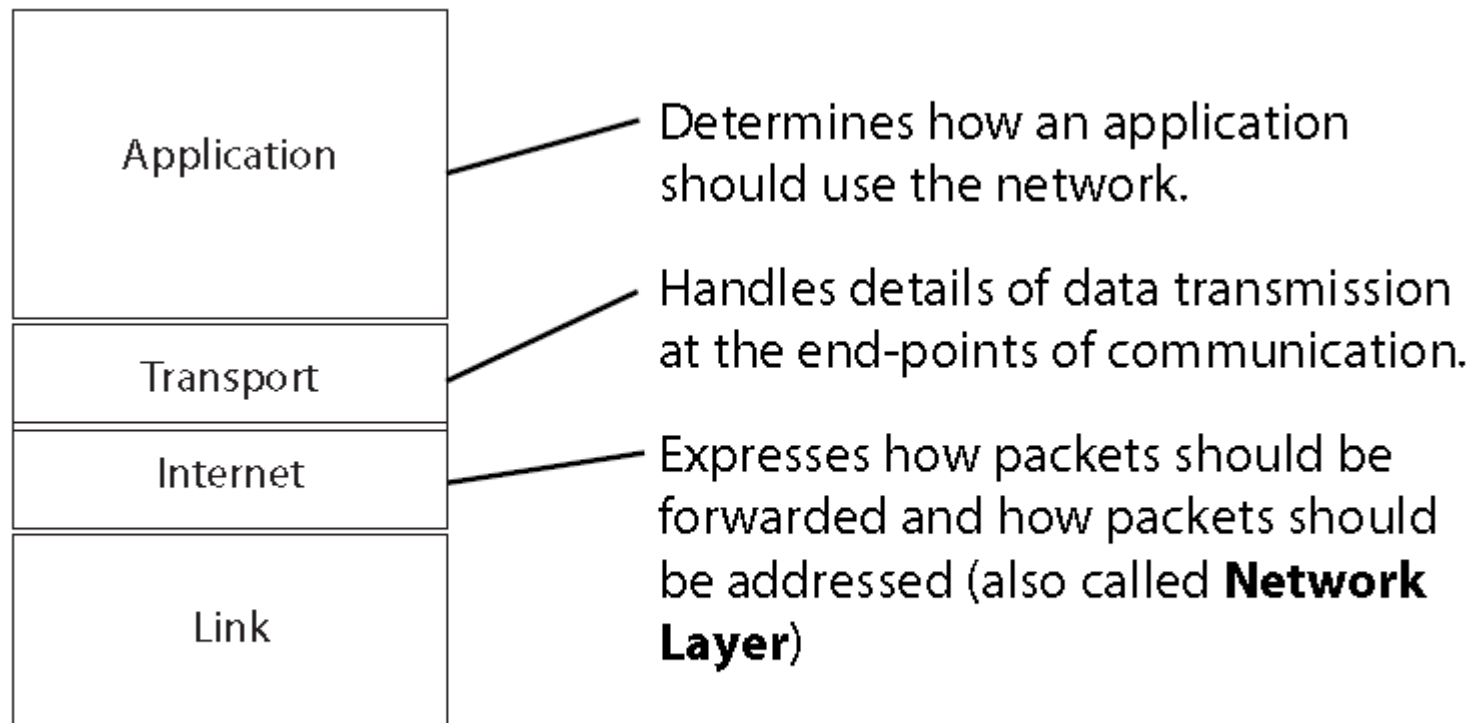 Application
Determines how an application
should use the network.
Transport
Handles details of data transmission
at the end-points of communication.
Internet
Expresses how packets should be
forwarded and how packets should
be addressed (also called Network
Layer)
Link